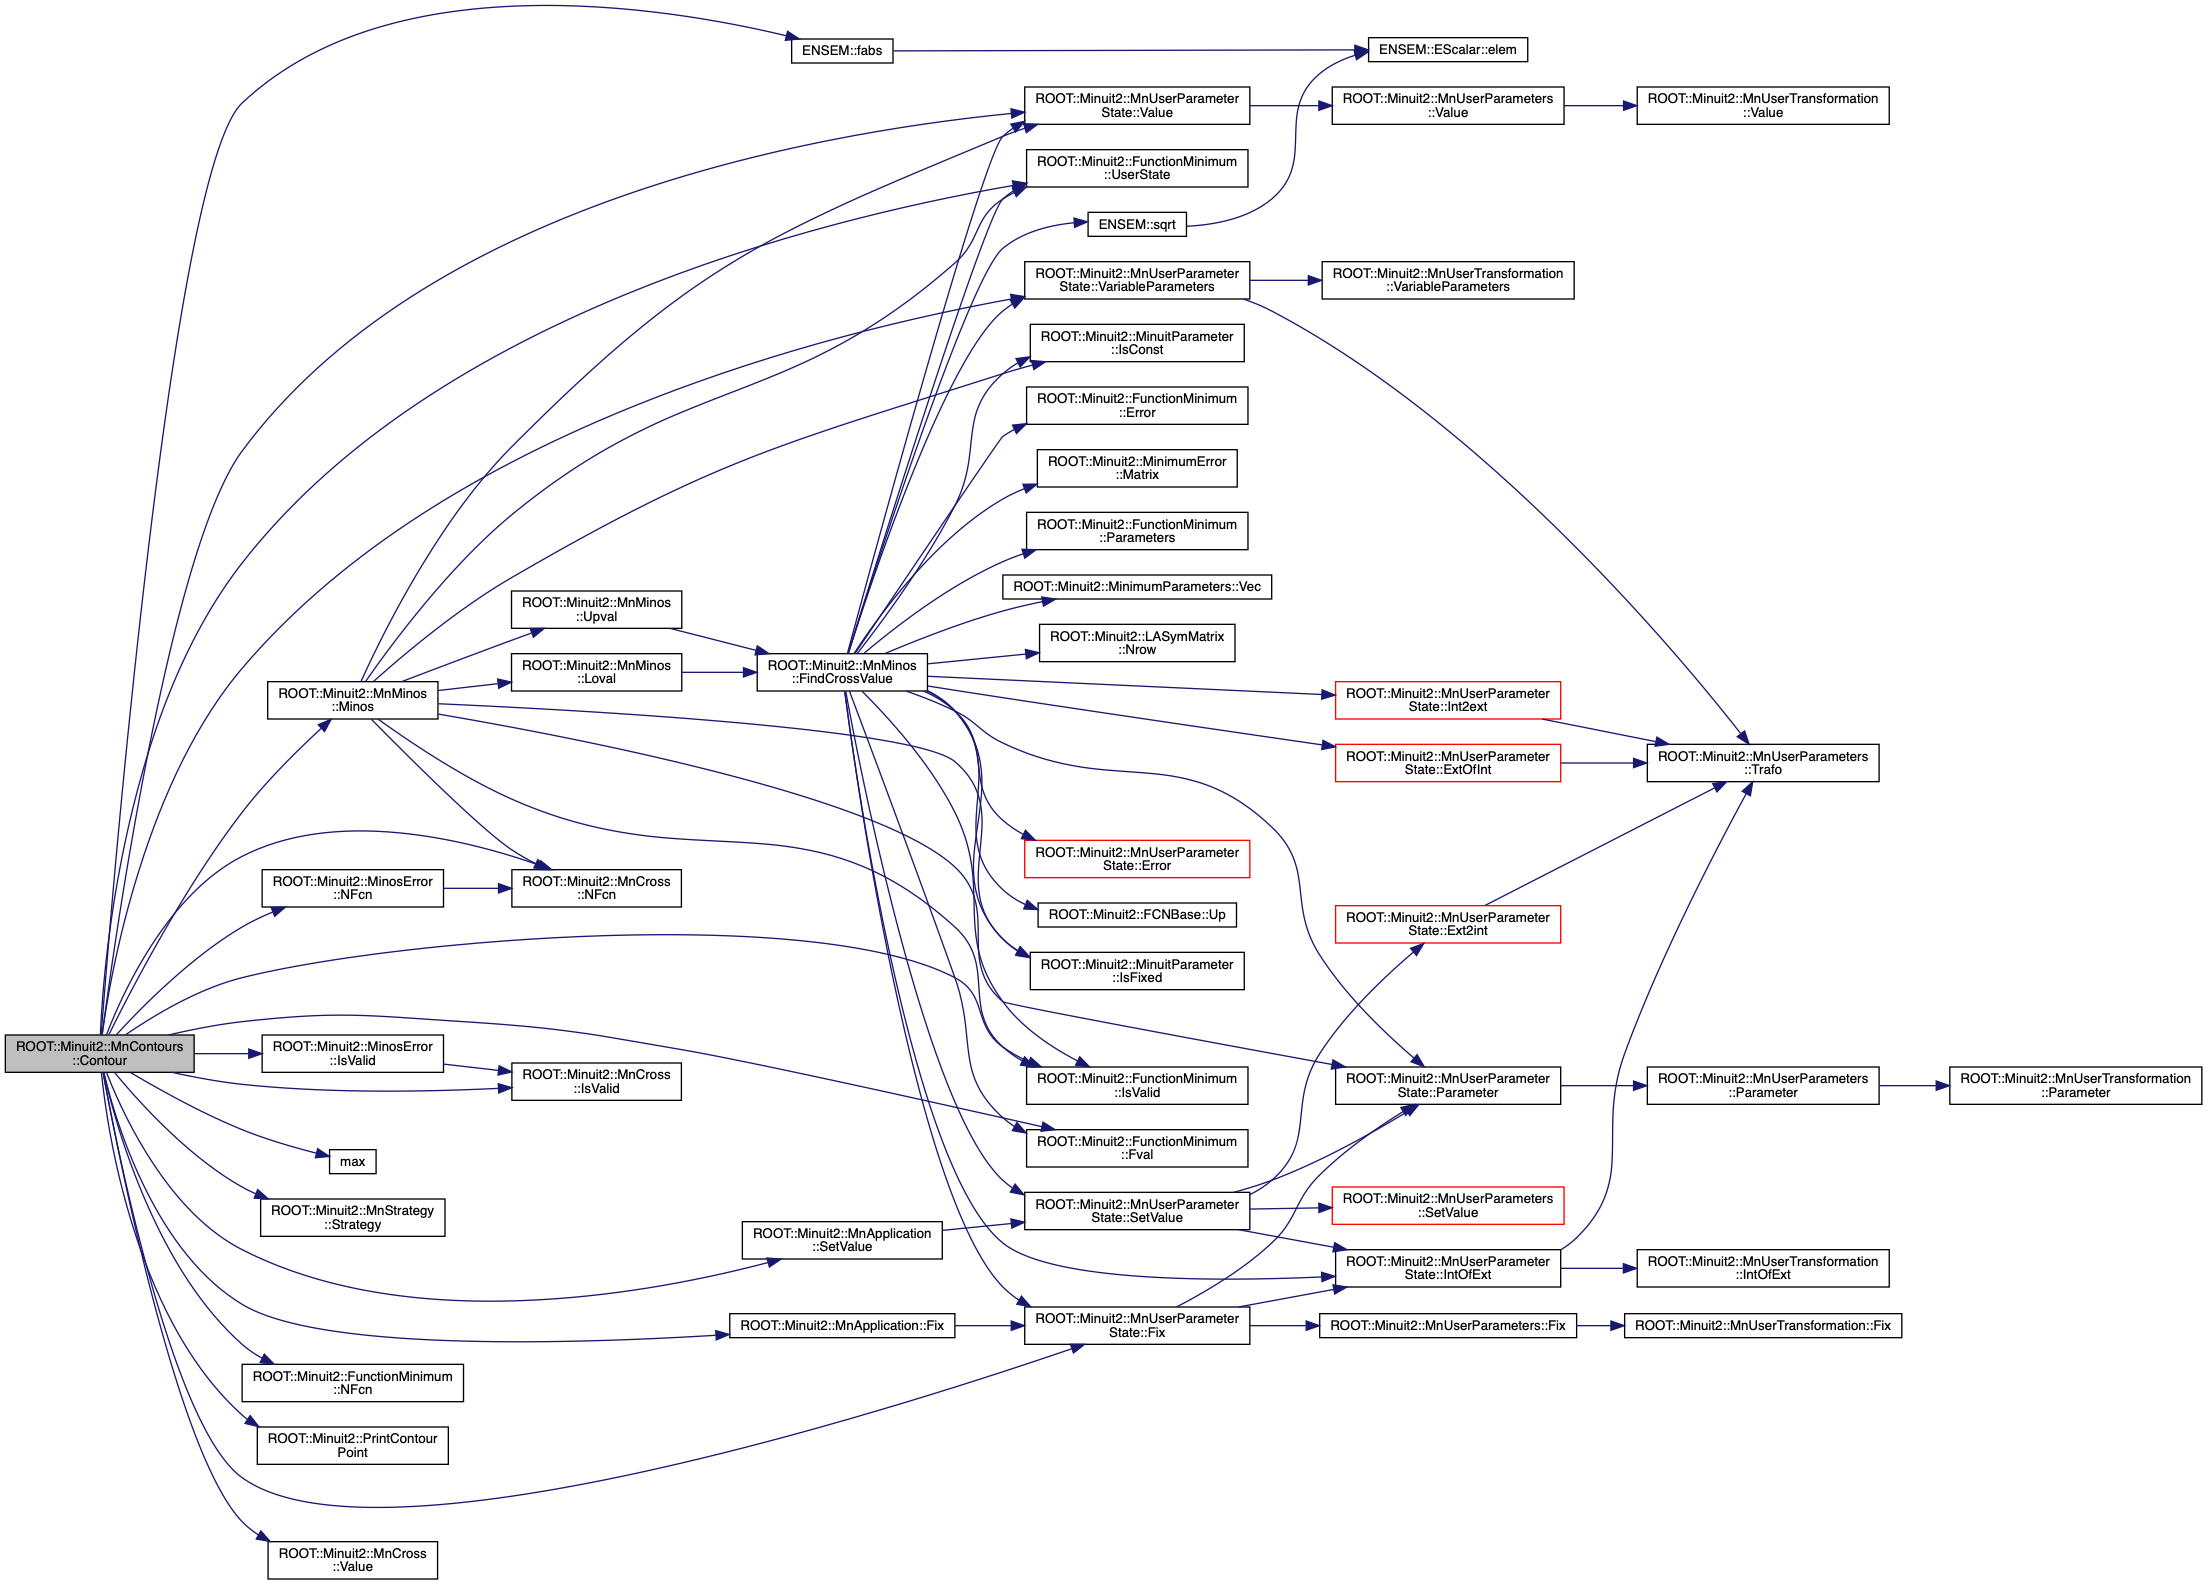 ENSEM::fabs
ENSEM::EScalar::elem
ROOT::Minuit2::MnUserParameter
State::Value
ROOT::Minuit2::MnUserParameters
::Value
ROOT::Minuit2::MnUserTransformation
::Value
ROOT::Minuit2::FunctionMinimum
::UserState
ENSEM::sqrt
ROOT::Minuit2::MnUserParameter
State::VariableParameters
ROOT::Minuit2::MnUserTransformation
::VariableParameters
ROOT::Minuit2::MinuitParameter
::IsConst
ROOT::Minuit2::FunctionMinimum
::Error
ROOT::Minuit2::MinimumError
::Matrix
ROOT::Minuit2::FunctionMinimum
::Parameters
ROOT::Minuit2::MinimumParameters::Vec
ROOT::Minuit2::MnMinos
::Upval
ROOT::Minuit2::LASymMatrix
::Nrow
ROOT::Minuit2::MnMinos
::Loval
ROOT::Minuit2::MnMinos
::FindCrossValue
ROOT::Minuit2::MnMinos
::Minos
ROOT::Minuit2::MnUserParameter
State::Int2ext
ROOT::Minuit2::MnUserParameter
State::ExtOfInt
ROOT::Minuit2::MnUserParameters
::Trafo
ROOT::Minuit2::MnUserParameter
State::Error
ROOT::Minuit2::MinosError
::NFcn
ROOT::Minuit2::MnCross
::NFcn
ROOT::Minuit2::FCNBase::Up
ROOT::Minuit2::MnUserParameter
State::Ext2int
ROOT::Minuit2::MinuitParameter
::IsFixed
ROOT::Minuit2::MnContours
::Contour
ROOT::Minuit2::MinosError
::IsValid
ROOT::Minuit2::MnCross
::IsValid
ROOT::Minuit2::FunctionMinimum
::IsValid
ROOT::Minuit2::MnUserParameter
State::Parameter
ROOT::Minuit2::MnUserParameters
::Parameter
ROOT::Minuit2::MnUserTransformation
::Parameter
ROOT::Minuit2::FunctionMinimum
::Fval
max
ROOT::Minuit2::MnStrategy
::Strategy
ROOT::Minuit2::MnUserParameter
State::SetValue
ROOT::Minuit2::MnUserParameters
::SetValue
ROOT::Minuit2::MnApplication
::SetValue
ROOT::Minuit2::MnUserParameter
State::IntOfExt
ROOT::Minuit2::MnUserTransformation
::IntOfExt
ROOT::Minuit2::MnApplication::Fix
ROOT::Minuit2::MnUserParameter
State::Fix
ROOT::Minuit2::MnUserParameters::Fix
ROOT::Minuit2::MnUserTransformation::Fix
ROOT::Minuit2::FunctionMinimum
::NFcn
ROOT::Minuit2::PrintContour
Point
ROOT::Minuit2::MnCross
::Value